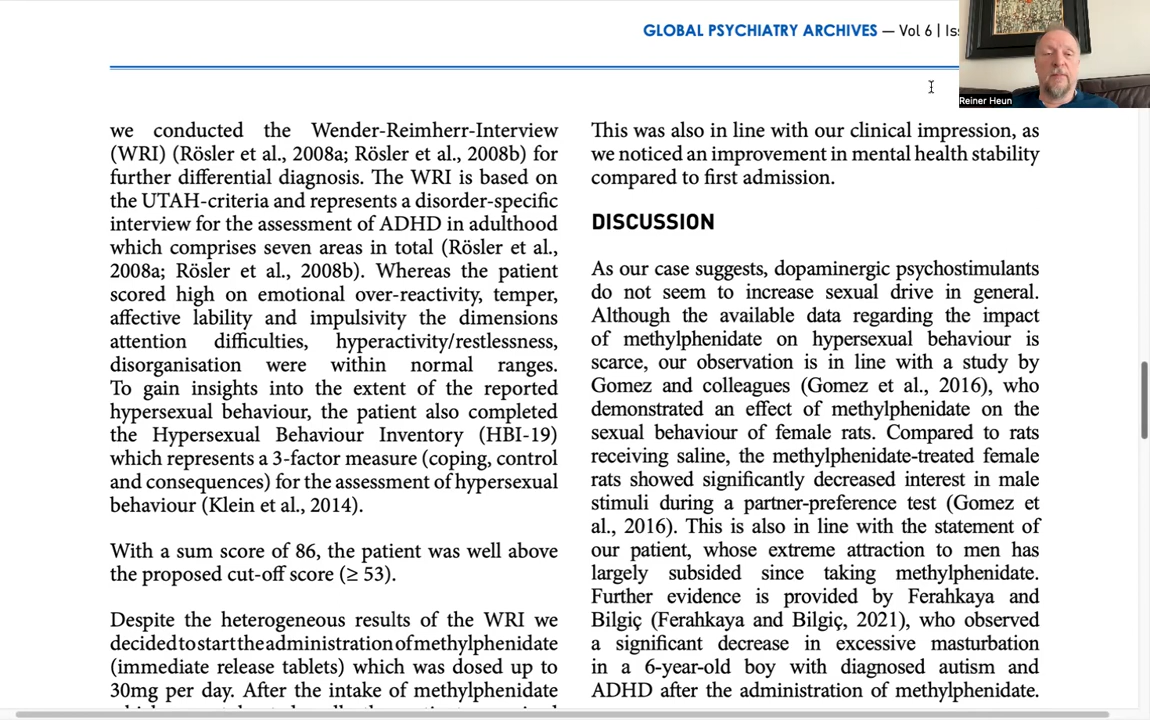 GLOBAL PSYCHIATRY ARCHIVES — Vol 6 | Iss
Reiner Heun
we conducted the Wender-Reimherr-Interview
(WRI) (Rösler et al., 2008a; Rösler et al., 2008b) for
further differential diagnosis. The WRI is based on
the UTAH-criteria and represents a disorder-specific
interview for the assessment of ADHD in adulthood
which comprises seven areas in total (Rösler et al.,
2008a; Rösler et al., 2008b). Whereas the patient
scored high on emotional over-reactivity, temper,
affective lability and impulsivity the dimensions
attention difficulties, hyperactivity/restlessness,
disorganisation were within normal ranges.
To gain insights into the extent of the reported
hypersexual behaviour, the patient also completed
the Hypersexual Behaviour Inventory (HBI-19)
which represents a 3-factor measure (coping, control
and consequences) for the assessment of hypersexual
behaviour (Klein et al., 2014).
With a sum score of 86, the patient was well above
the proposed cut-off score (≥ 53).
Despite the heterogeneous results of the WRI we
decided to start the administration of methylphenidate
(immediate release tablets) which was dosed up to
30mg per day. After the intake of methylphenidate
This was also in line with our clinical impression, as
we noticed an improvement in mental health stability
compared to first admission.
DISCUSSION
As our case suggests, dopaminergic psychostimulants
do not seem to increase sexual drive in general.
Although the available data regarding the impact
of methylphenidate on hypersexual behaviour is
scarce, our observation is in line with a study by
Gomez and colleagues (Gomez et al., 2016), who
demonstrated an effect of methylphenidate on the
sexual behaviour of female rats. Compared to rats
receiving saline, the methylphenidate-treated female
rats showed significantly decreased interest in male
stimuli during a partner-preference test (Gomez et
al., 2016). This is also in line with the statement of
our patient, whose extreme attraction to men has
largely subsided since taking methylphenidate.
Further evidence is provided by Ferahkaya and
Bilgiç (Ferahkaya and Bilgiç, 2021), who observed
a significant decrease in excessive masturbation
in a 6-year-old boy with diagnosed autism and
ADHD after the administration of methylphenidate.